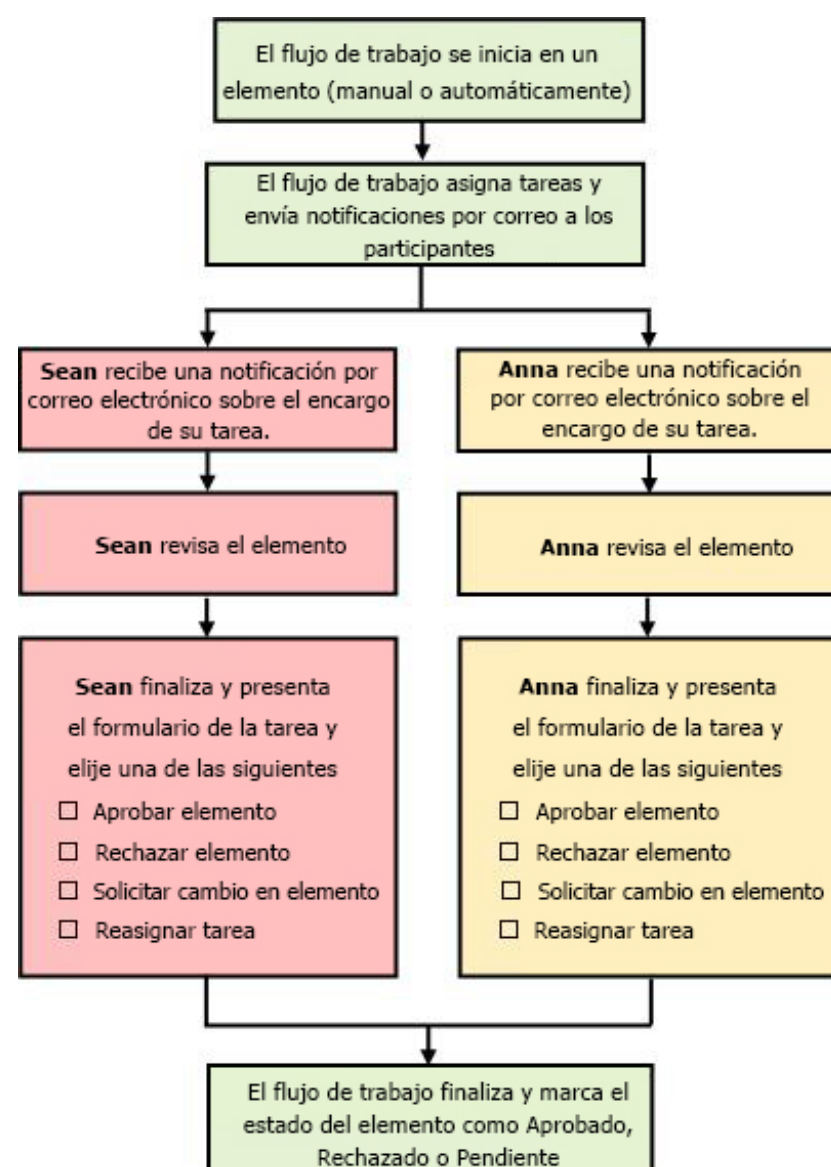 El flujo de trabajo se inicia en un
elemento (manual o automáticamente)
El flujo de trabajo asigna tareas y
envía notificaciones por correo a los
participantes
Sean recibe una notificación por
correo electrónico sobre el encargo
de su tarea.
Anna recibe una notificación
por correo electrónico sobre el
encargo de su tarea.
Sean revisa el elemento
Anna revisa el elemento
Sean finaliza y presenta
el formulario de la tarea y
elije una de las siguientes
Aprobar elemento
Rechazar elemento
Solicitar cambio en elemento
Reasignar tarea
Anna finaliza y presenta
el formulario de la tarea y
elije una de las siguientes
Aprobar elemento
Rechazar elemento
Solicitar cambio en elemento
Reasignar tarea
El flujo de trabajo finaliza y marca el
estado del elemento como Aprobado,
Rechazado o Pendiente